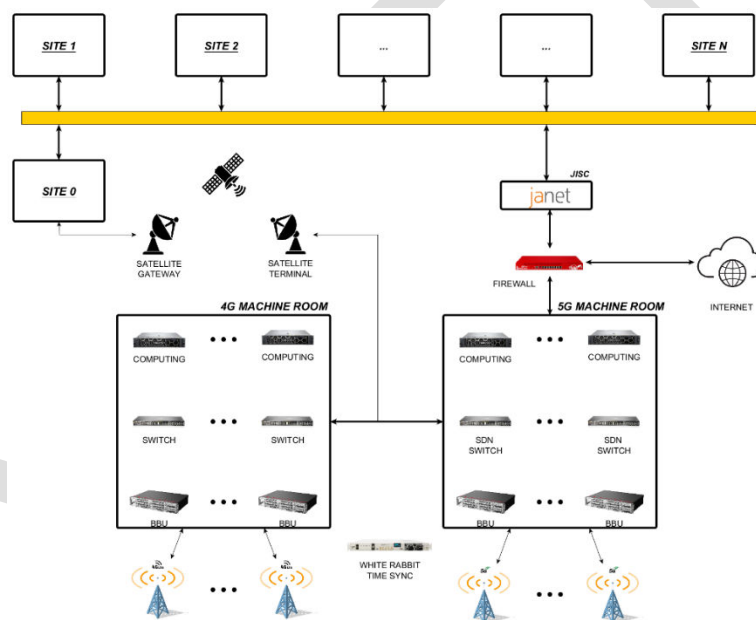 SITE 1
SITE 2
...
...
SITE N
SITE 0
JISC
janet
SATELLITE
GATEWAY
SATELLITE
TERMINAL
FIREWALL
INTERNET
4G MACHINE ROOM
5G MACHINE ROOM
COMPUTING
COMPUTING
COMPUTING
COMPUTING
SWITCH
SWITCH
SDN
SWITCH
SDN
SWITCH
BBU
BBU
BBU
BBU
WHITE RABBIT
TIME SYNC